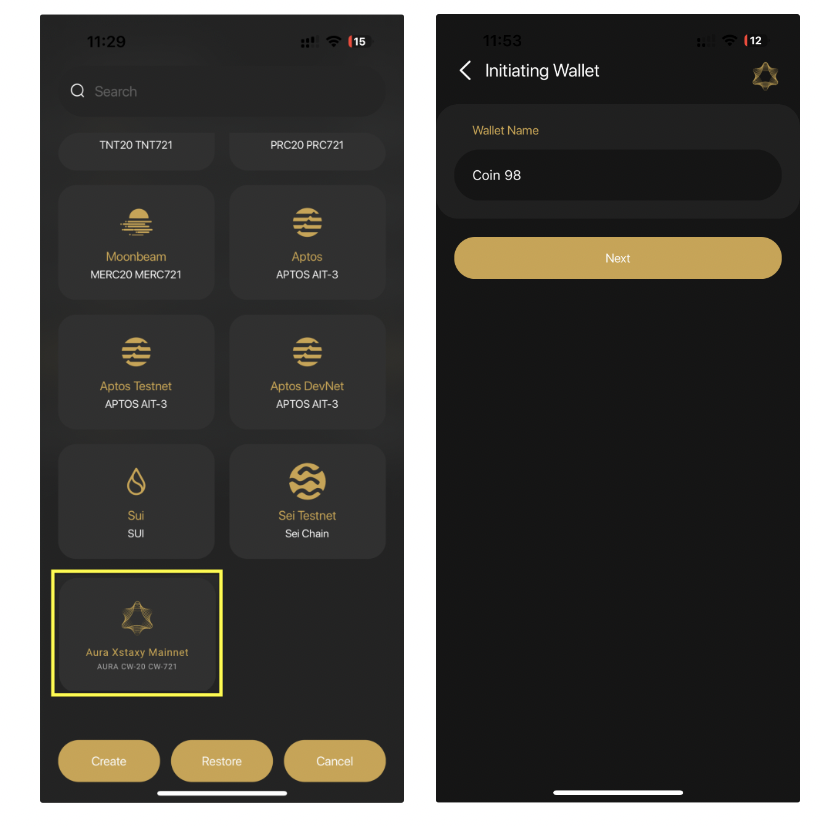 11:29
15
Search
TNT20 TNT721
PRC20 PRC721
Moonbeam
MERC20 MERC721
Aptos
APTOS AIT-3
Aptos Testnet
APTOS AIT-3
Aptos DevNet
APTOS AIT-3
Sui
SUI
Sei Testnet
Sei Chain
Aura Xstaxy Mainnet
AURA CW-20 CW-721
Create
Restore
Cancel
11:53
12
Initiating Wallet
Wallet Name
Coin 98
Next